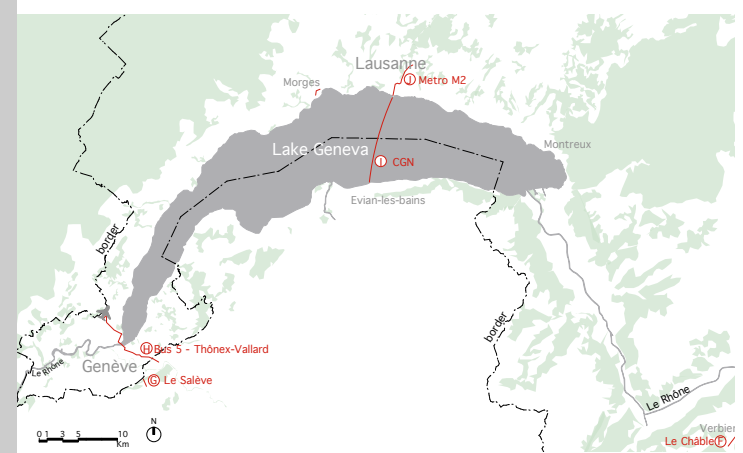 Lausanne
J Metro M2
Morges
Lake Geneva
Montreux
I CGN
Evian-les-bains
border
border
H Bus 5 - Thônex-Vallard
Le Rhône
Genève
G Le Salève
Le Rhône
Verbier
Le Châble F
N
0 1 3 5 10
Km